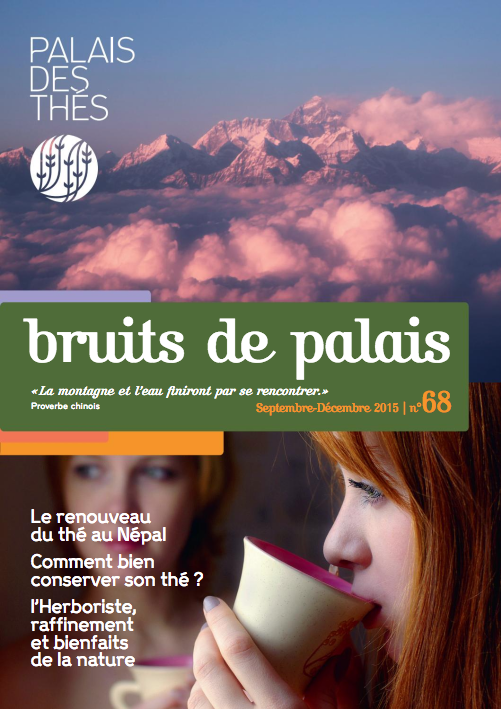 PALAIS
DES
THÉS
bruits de palais
«La montagne et l'eau finiront par se rencontrer.»
Proverbe chinois
Septembre-Décembre 2015 | n°68
Le renouveau
du thé au Népal
Comment bien
conserver son thé ?
l'Herboriste,
raffinement
et bienfaits
de la nature